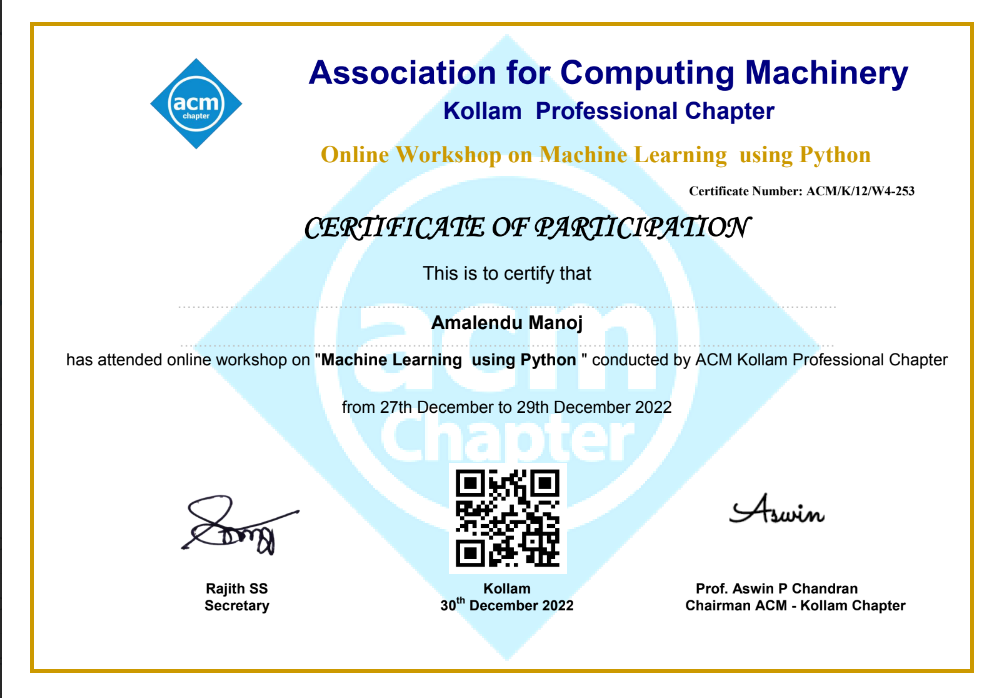 acm
chapter
Association for Computing Machinery
Kollam Professional Chapter
Online Workshop on Machine Learning using Python
Certificate Number: ACM/K/12/W4-253
CERTIFICATE OF PARTICIPATION
This is to certify that
Amalendu Manoj
has attended online workshop on "Machine Learning using Python " conducted by ACM Kollam Professional Chapter
from 27th December to 29th December 2022
acm
Chapter
Aswin
Rajith SS
Secretary
Kollam
30th December 2022
Prof. Aswin P Chandran
Chairman ACM - Kollam Chapter